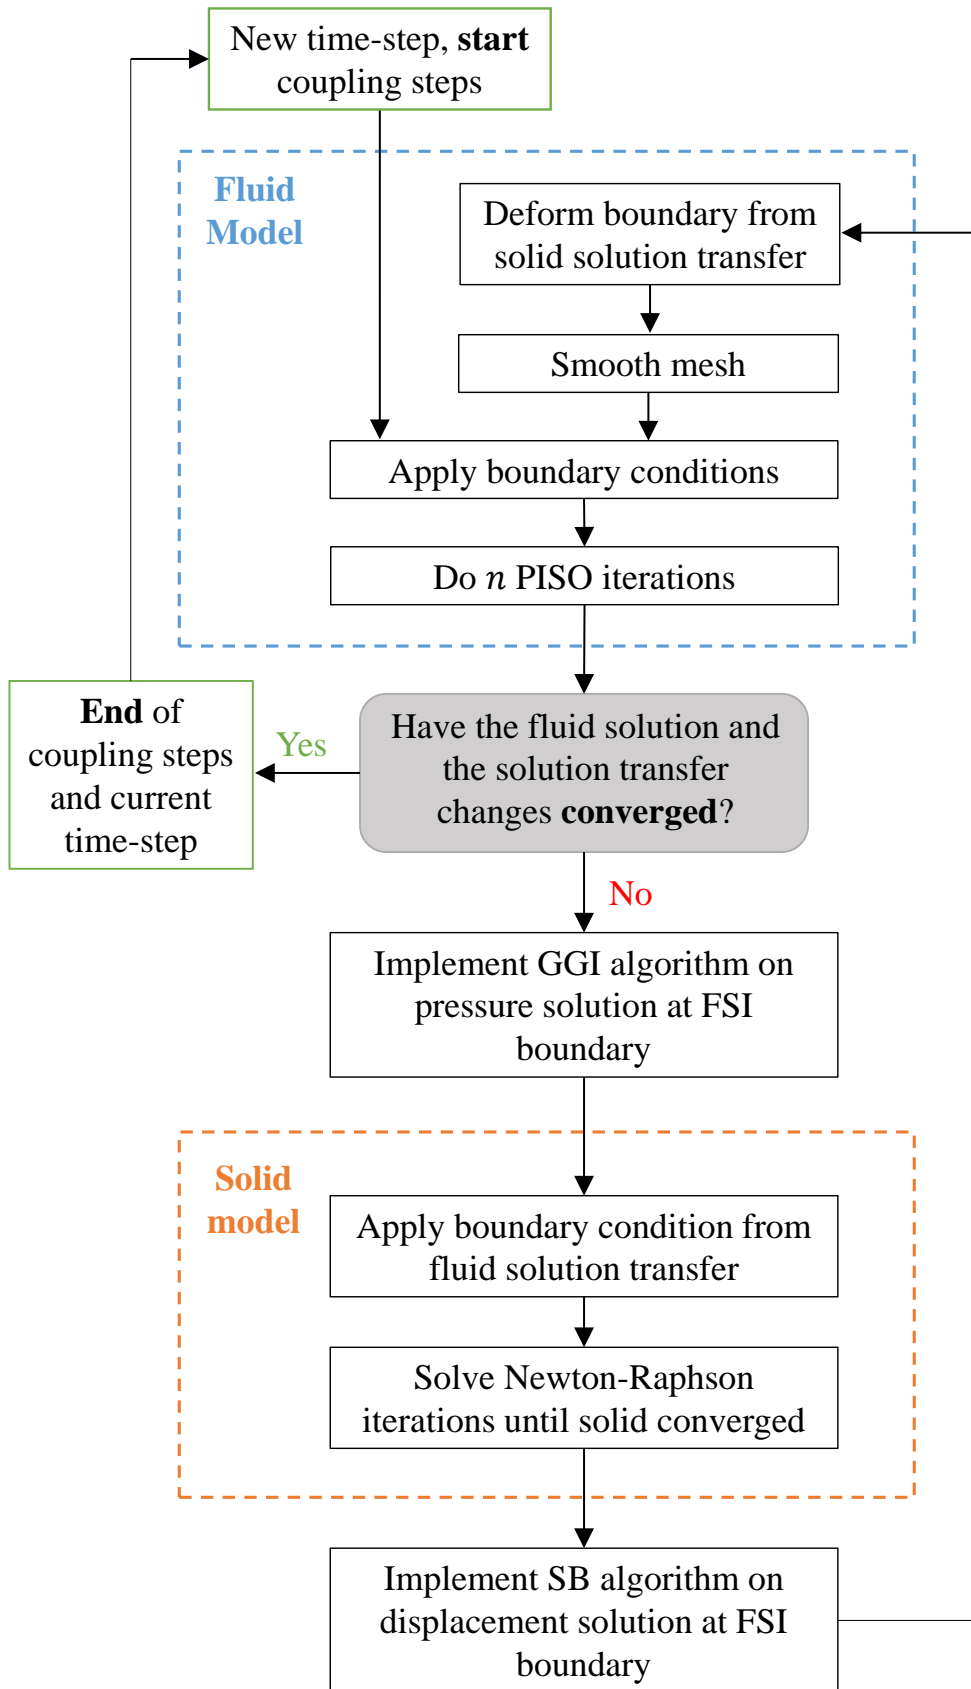 New time-step, start
coupling steps
Fluid
Model
Deform boundary from
solid solution transfer
Smooth mesh
Apply boundary conditions
Do n PISO iterations
Have the fluid solution and
the solution transfer
changes converged?
Yes
End of
coupling steps
and current
time-step
No
Implement GGI algorithm on
pressure solution at FSI
boundary
Solid
model
Apply boundary condition from
fluid solution transfer
Solve Newton-Raphson
iterations until solid converged
Implement SB algorithm on
displacement solution at FSI
boundary